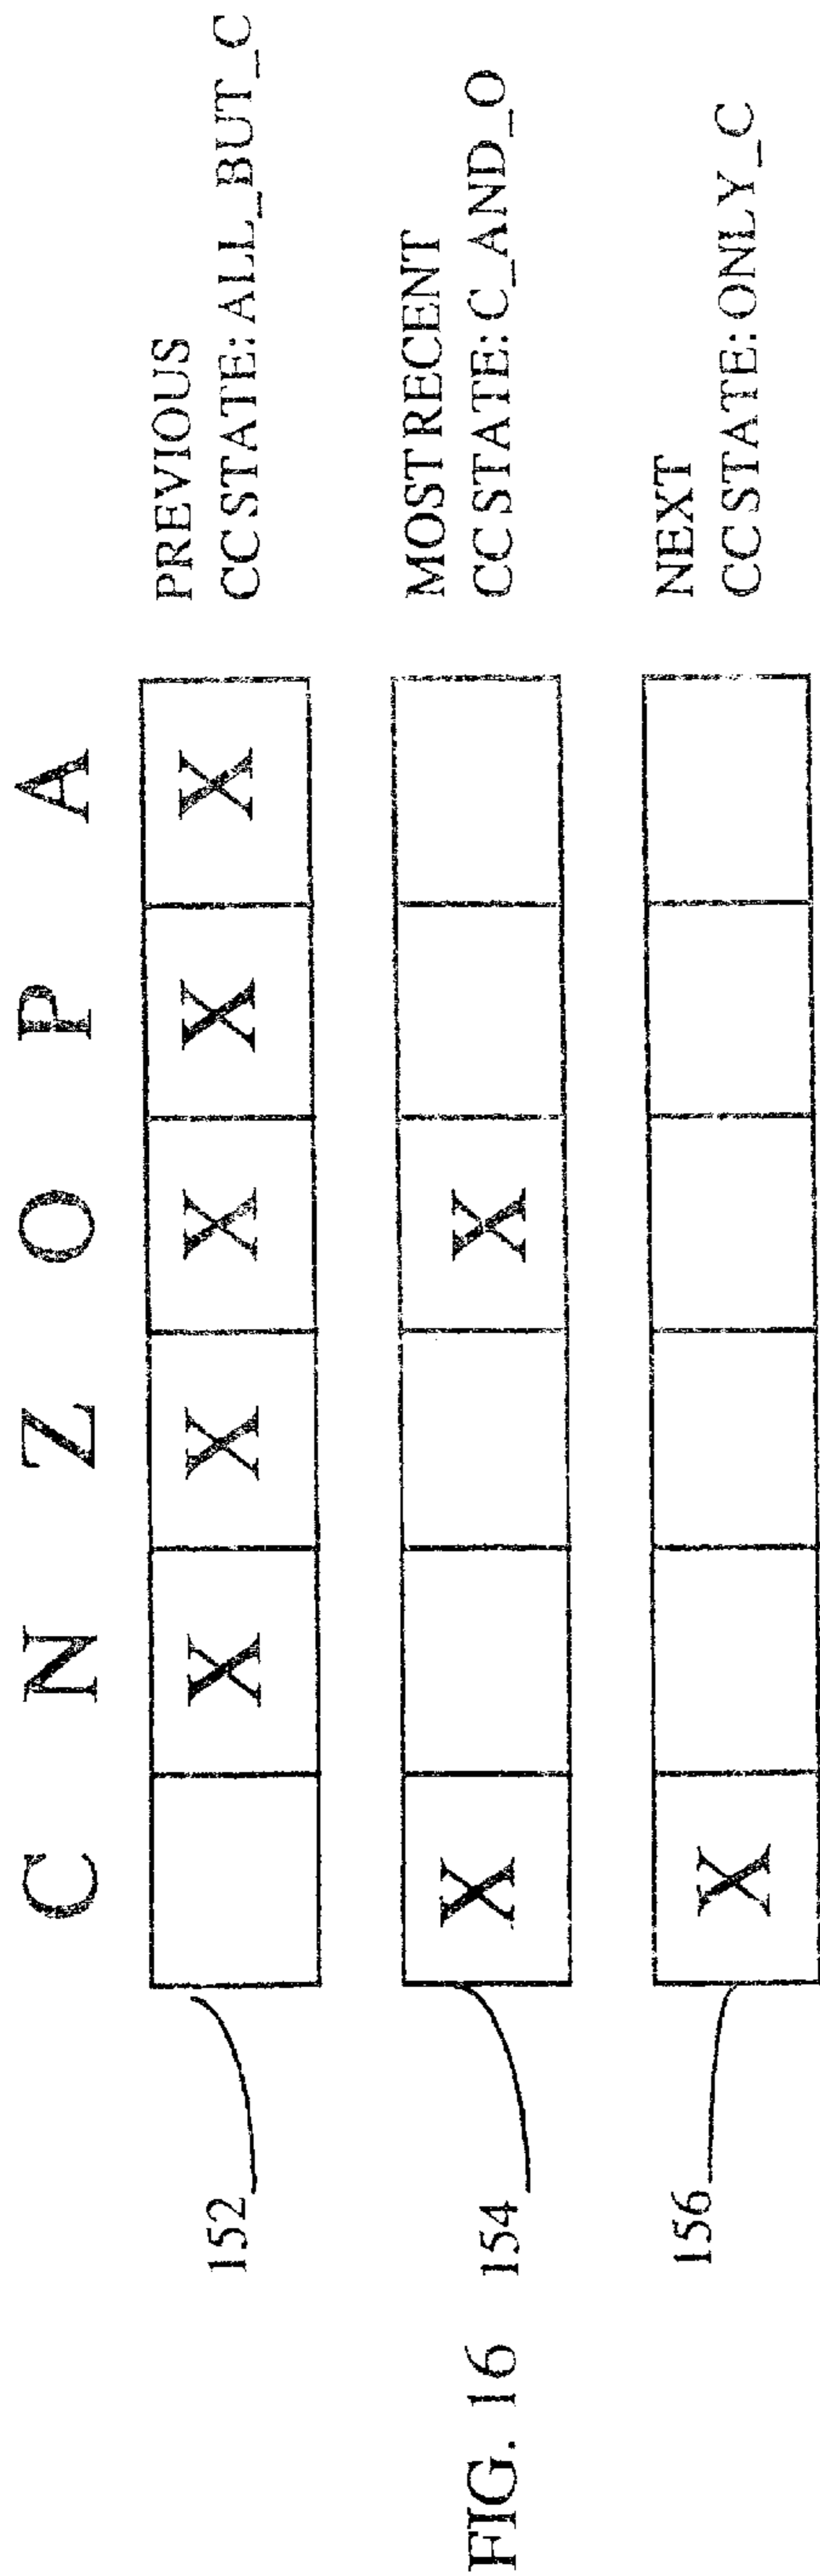 C N Z O P A
152
X X X X X
PREVIOUS
CC STATE: ALL_BUT_C
FIG. 16
154
X X
MOST RECENT
CC STATE: C_AND_O
156
X
NEXT
CC STATE: ONLY_C